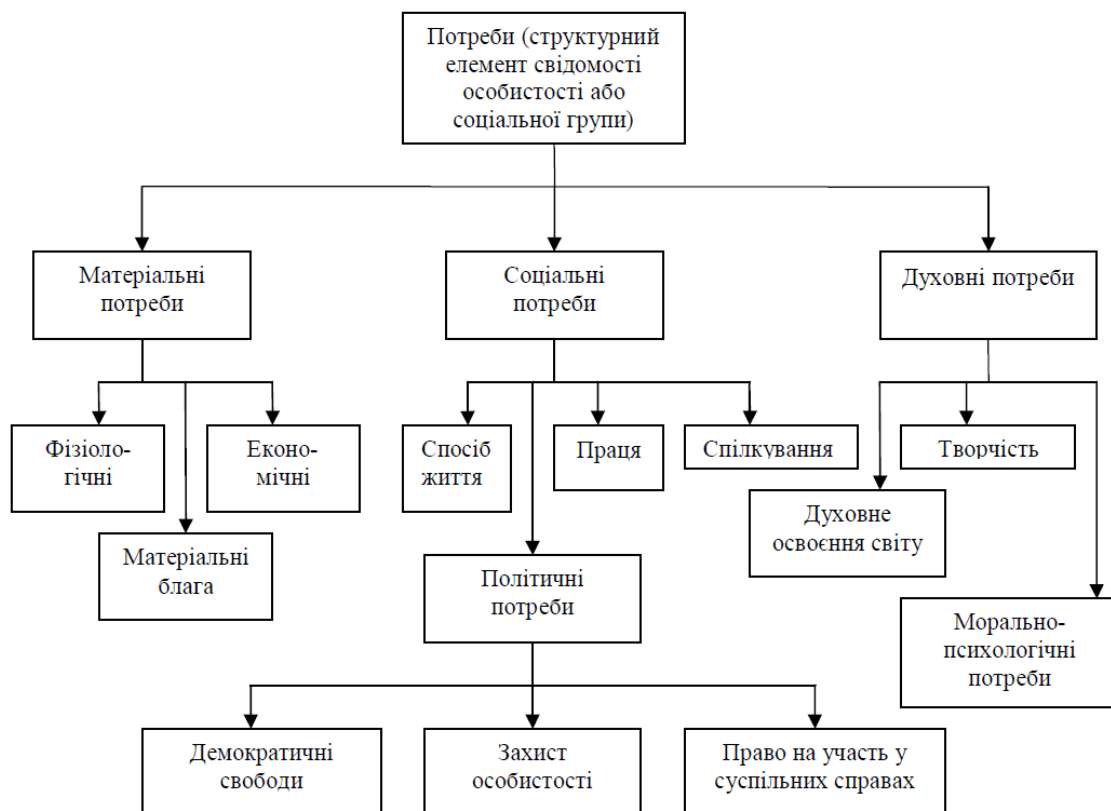 Потреби (структурний
елемент свідомості
особистості або
соціальної групи)
Матеріальні
потреби
Соціальні
потреби
Духовні потреби
Фізіоло-
гічні
Еконо-
мічні
Спосіб
життя
Праця
Спілкування
Творчість
Матеріальні
блага
Духовне
освоєння світу
Політичні
потреби
Морально-
психологічні
потреби
Демократичні
свободи
Захист
особистості
Право на участь у
суспільних справах